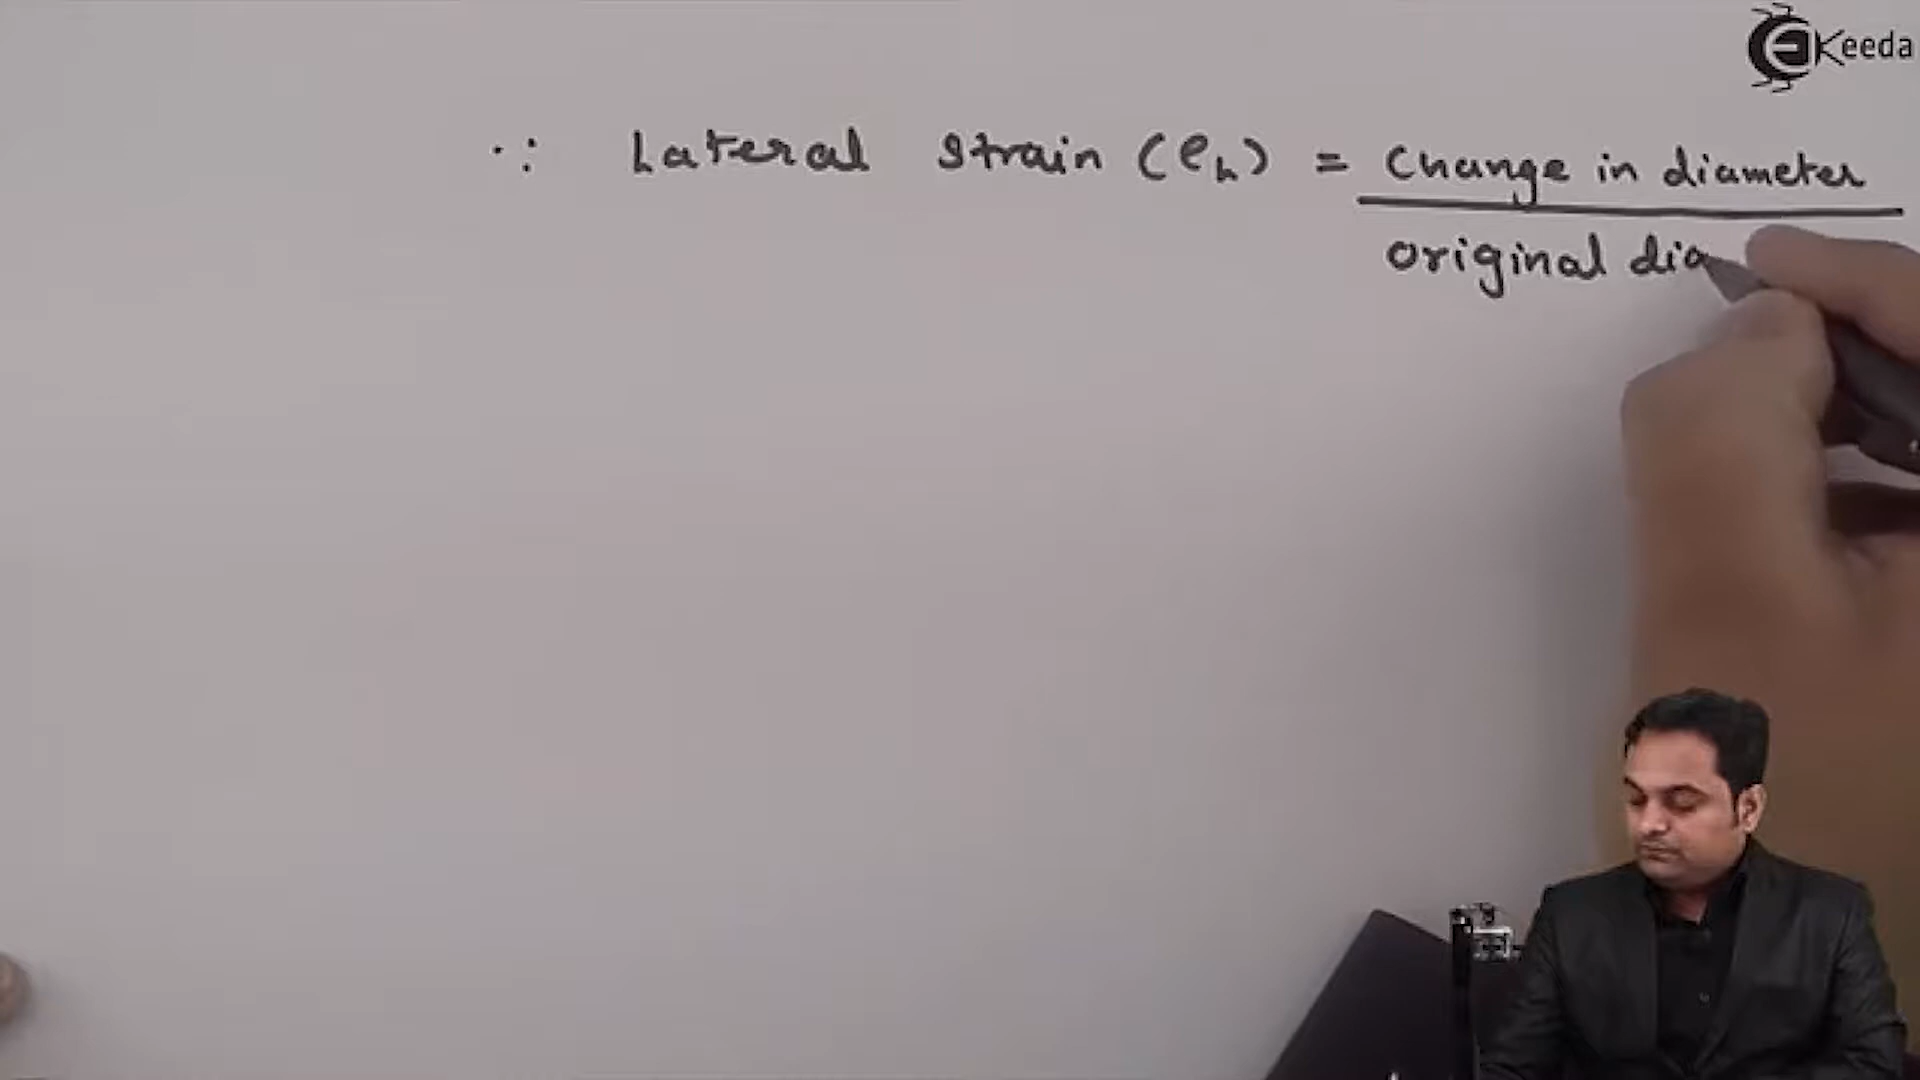 EKeeda
∵ Lateral strain (eh) = Change in diameter
original dia